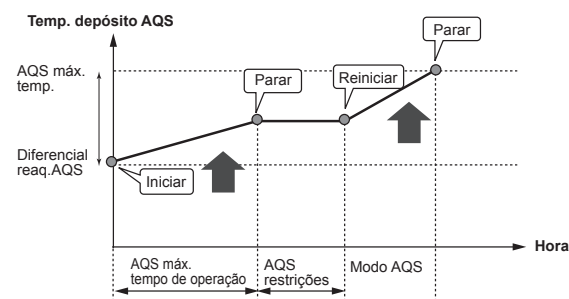 Temp. depósito AQS
Parar
AQS máx.
temp.
Parar
Reiniciar
Diferencial
reaq.AQS
Iniciar
Hora
AQS máx.
tempo de operação
AQS
restrições
Modo AQS